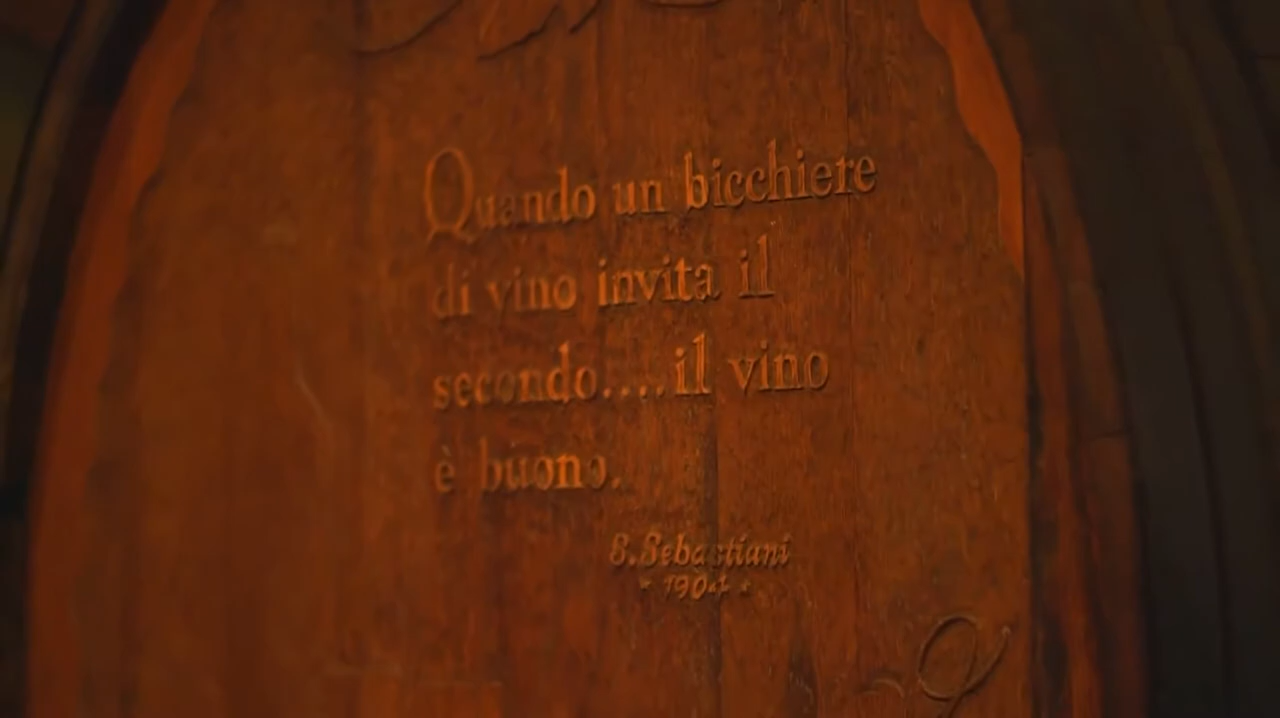 Quando un bicchiere
di vino invita il
secondo....il vino
è buono.
S. Sebastiani
* 1904 *